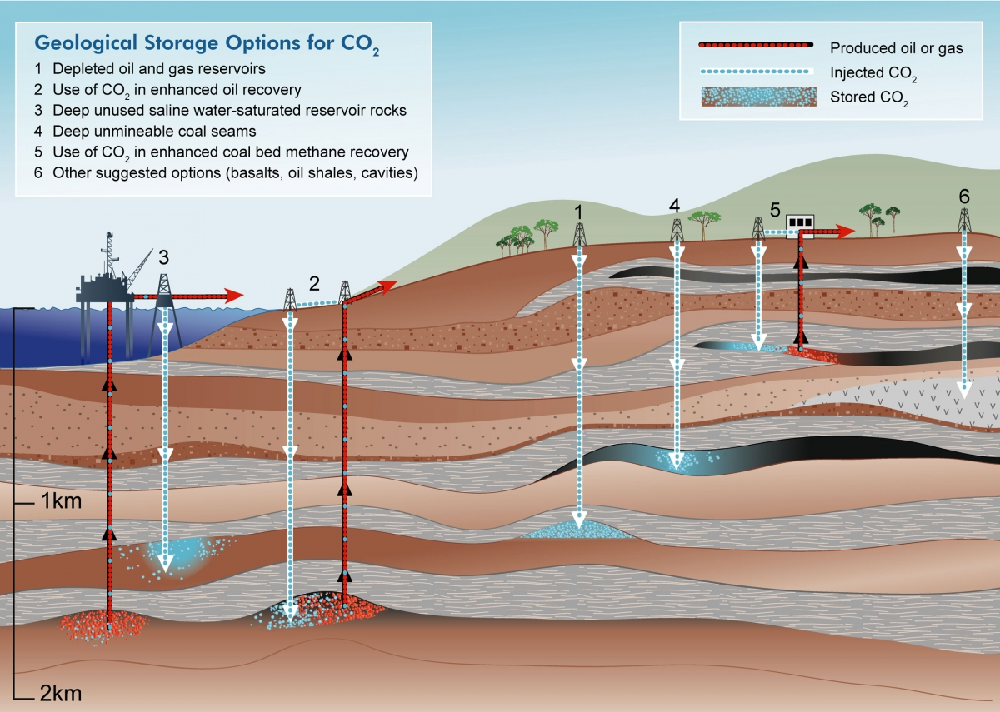 Geological Storage Options for CO₂
1 Depleted oil and gas reservoirs
2 Use of CO₂ in enhanced oil recovery
3 Deep unused saline water-saturated reservoir rocks
4 Deep unmineable coal seams
5 Use of CO₂ in enhanced coal bed methane recovery
6 Other suggested options (basalts, oil shales, cavities)
Produced oil or gas
Injected CO₂
Stored CO₂
6
4
5
1
3
2
1km
2km